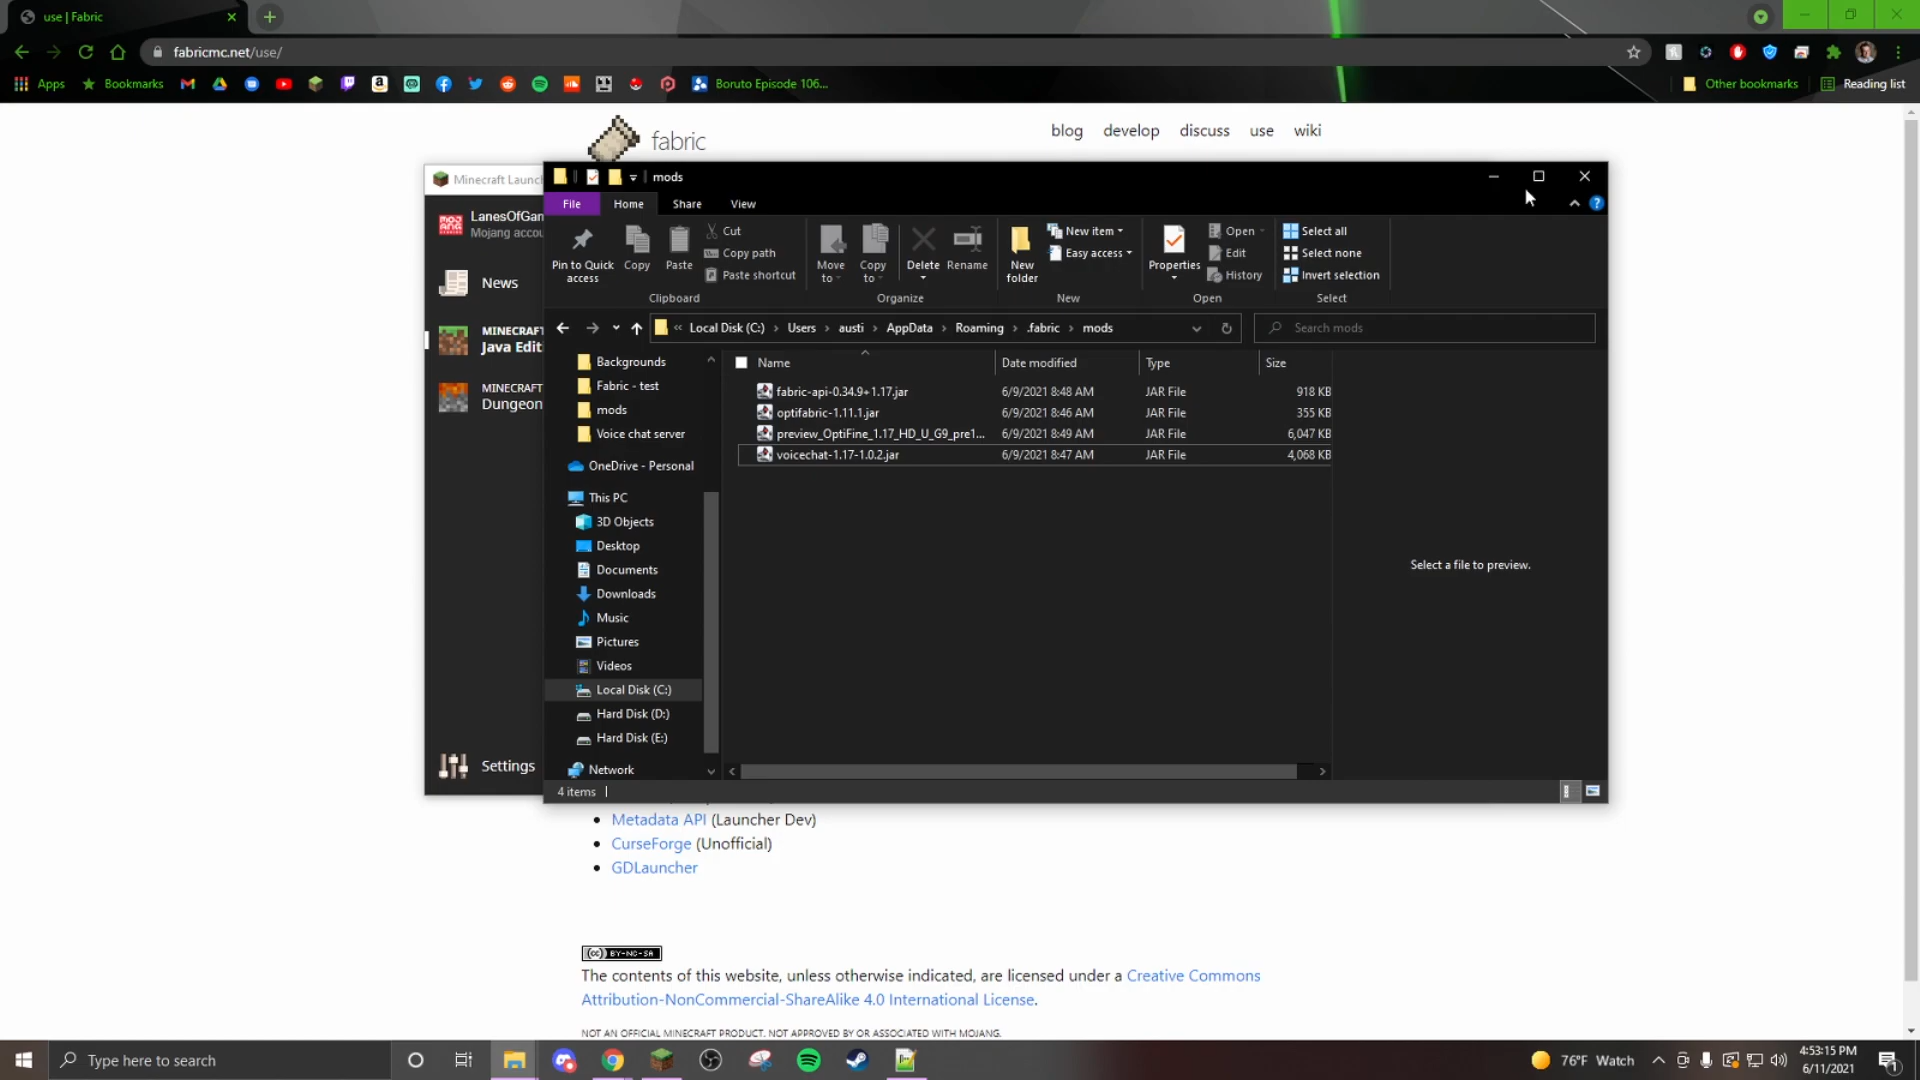 use | Fabric
fabricmc.net/use/
Apps Bookmarks Boruto Episode 106... Other bookmarks Reading list
fabric blog develop discuss use wiki
Minecraft Launc
LanesOfGan
Mojang accou
News
MINECRAFT
Java Edit
MINECRAFT
Dungeon
Settings
mods
File Home Share View
Pin to Quick access
Copy
Paste
Cut
Copy path
Paste shortcut
Clipboard
Move to
Copy to
Delete
Rename
Organize
New folder
New item
Easy access
New
Properties
Open
Edit
History
Open
Select all
Select none
Invert selection
Select
« Local Disk (C:) › Users › austi › AppData › Roaming › .fabric › mods
Search mods
Backgrounds
Fabric - test
mods
Voice chat server
OneDrive - Personal
This PC
3D Objects
Desktop
Documents
Downloads
Music
Pictures
Videos
Local Disk (C:)
Hard Disk (D:)
Hard Disk (E:)
Network
Name Date modified Type Size
fabric-api-0.34.9+1.17.jar 6/9/2021 8:48 AM JAR File 918 KB
optifabric-1.11.1.jar 6/9/2021 8:46 AM JAR File 355 KB
preview_OptiFine_1.17_HD_U_G9_pre1... 6/9/2021 8:49 AM JAR File 6,047 KB
voicechat-1.17-1.0.2.jar 6/9/2021 8:47 AM JAR File 4,068 KB
Select a file to preview.
4 items
Metadata API (Launcher Dev)
CurseForge (Unofficial)
GDLauncher
(cc) BY-NC-SA
The contents of this website, unless otherwise indicated, are licensed under a Creative Commons
Attribution-NonCommercial-ShareAlike 4.0 International License.
NOT AN OFFICIAL MINECRAFT PRODUCT. NOT APPROVED BY OR ASSOCIATED WITH MOJANG.
Type here to search
76°F Watch
4:53:15 PM
6/11/2021